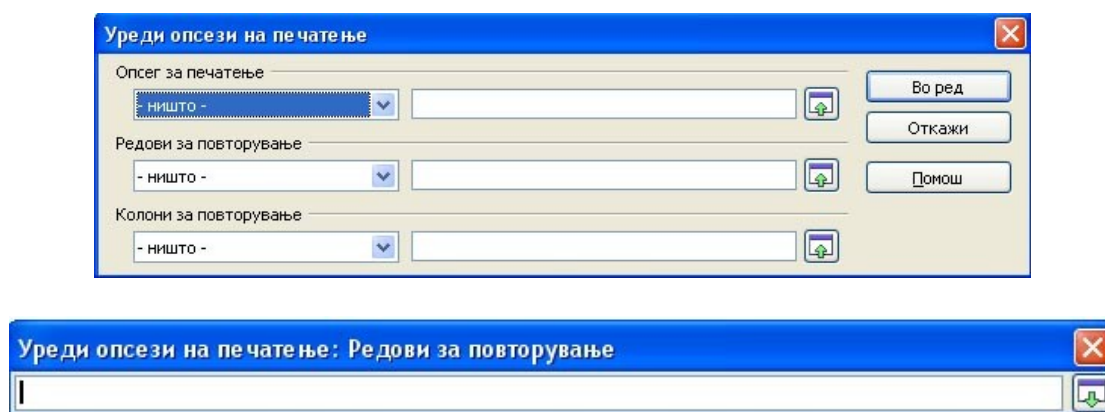 Уреди опсези на печатење
Опсег за печатење
- ништо -
Во ред
Откажи
Редови за повторување
- ништо -
Помош
Колони за повторување
- ништо -
Уреди опсези на печатење: Редови за повторување